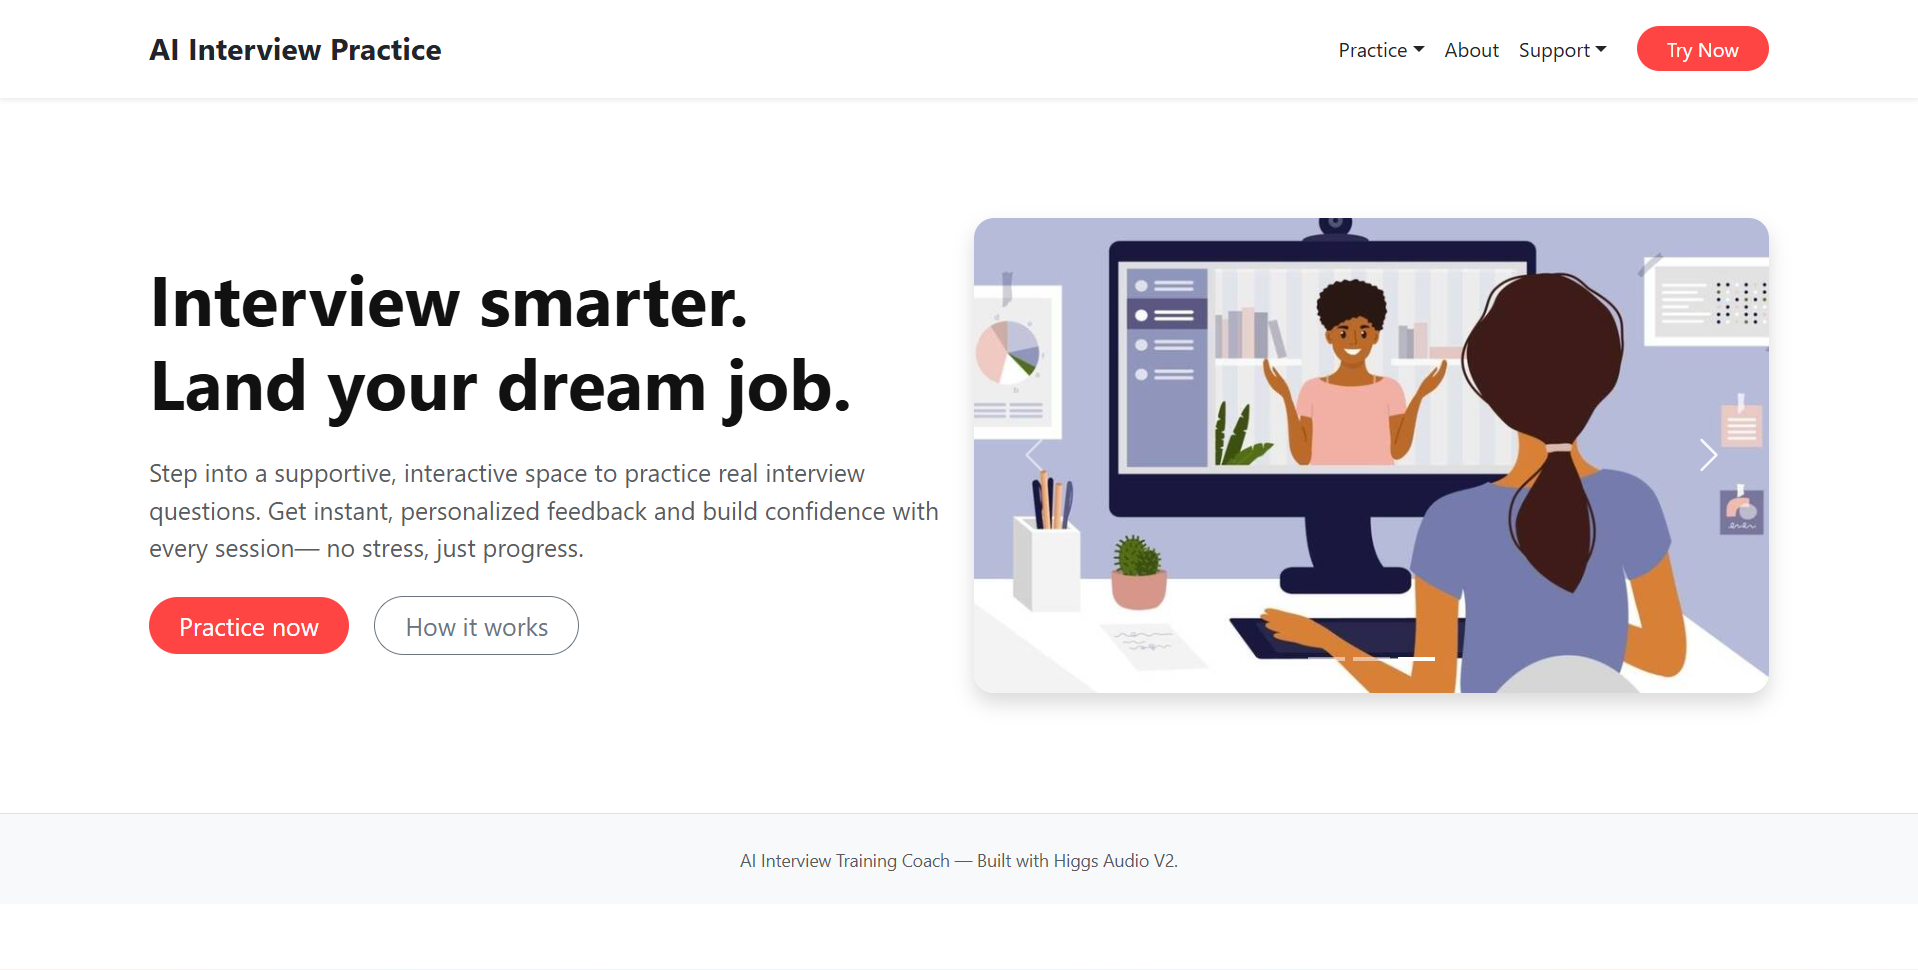 AI Interview Practice
Practice
About
Support
Try Now
Interview smarter.
Land your dream job.
Step into a supportive, interactive space to practice real interview
questions. Get instant, personalized feedback and build confidence with
every session— no stress, just progress.
Practice now
How it works
AI Interview Training Coach — Built with Higgs Audio V2.